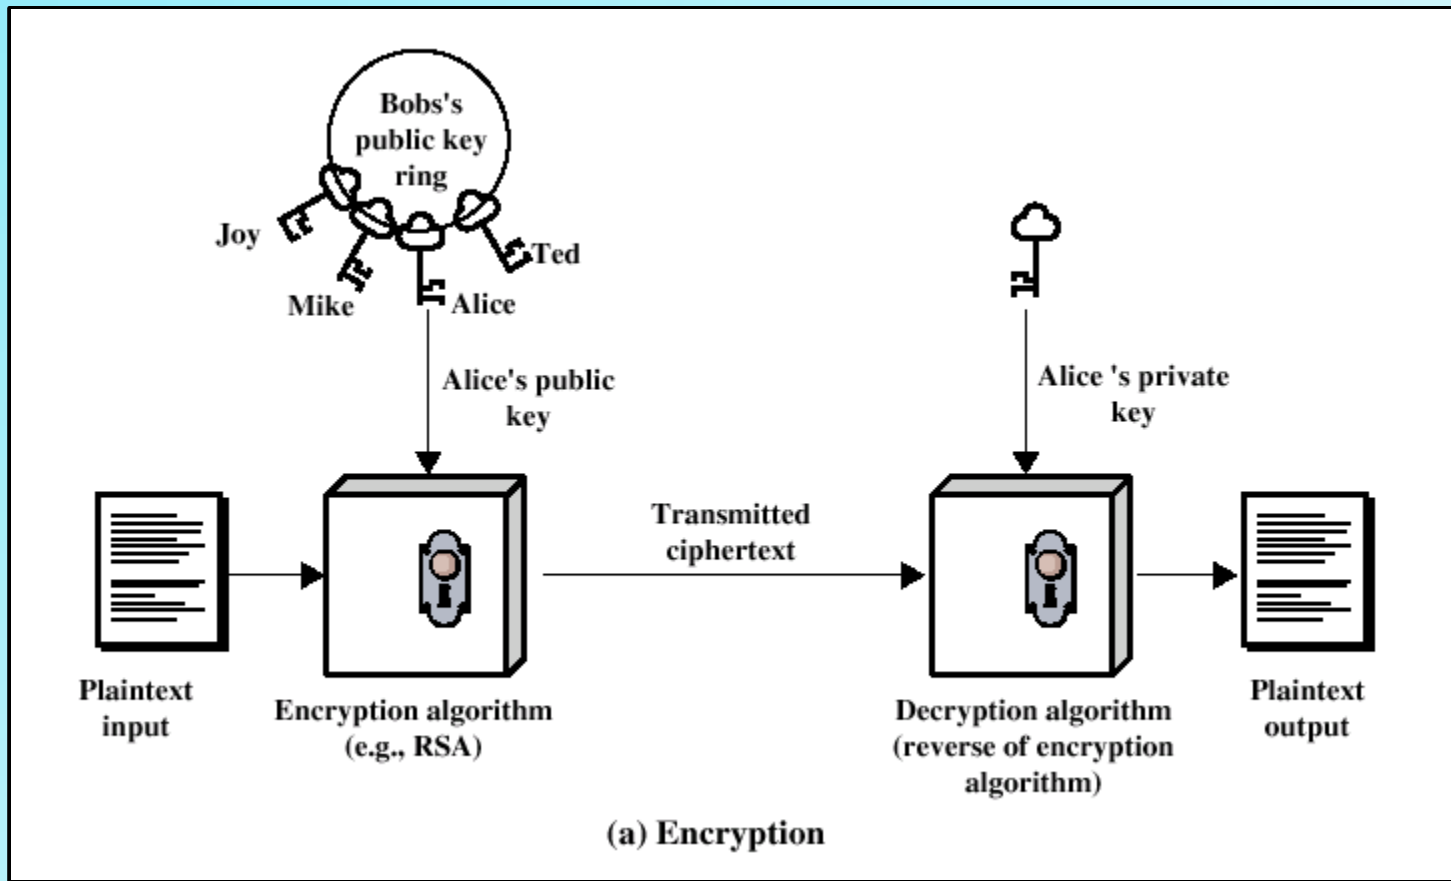 Bobs's
public key
ring
Joy
Ted
Mike
Alice
Alice's public
key
Alice 's private
key
Transmitted
ciphertext
Plaintext
input
Encryption algorithm
(e.g., RSA)
Decryption algorithm
(reverse of encryption
algorithm)
Plaintext
output
(a) Encryption